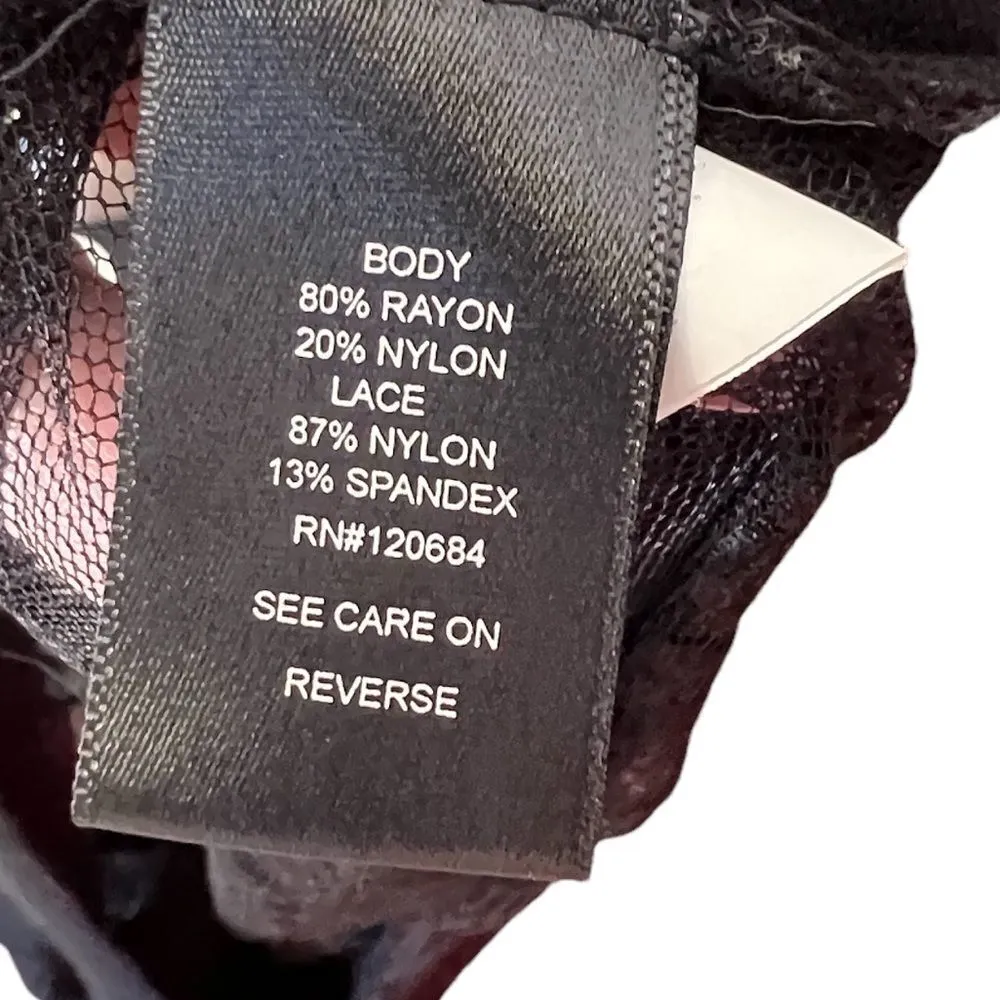 BODY
80% RAYON
20% NYLON
LACE
87% NYLON
13% SPANDEX
RN#120684
SEE CARE ON
REVERSE